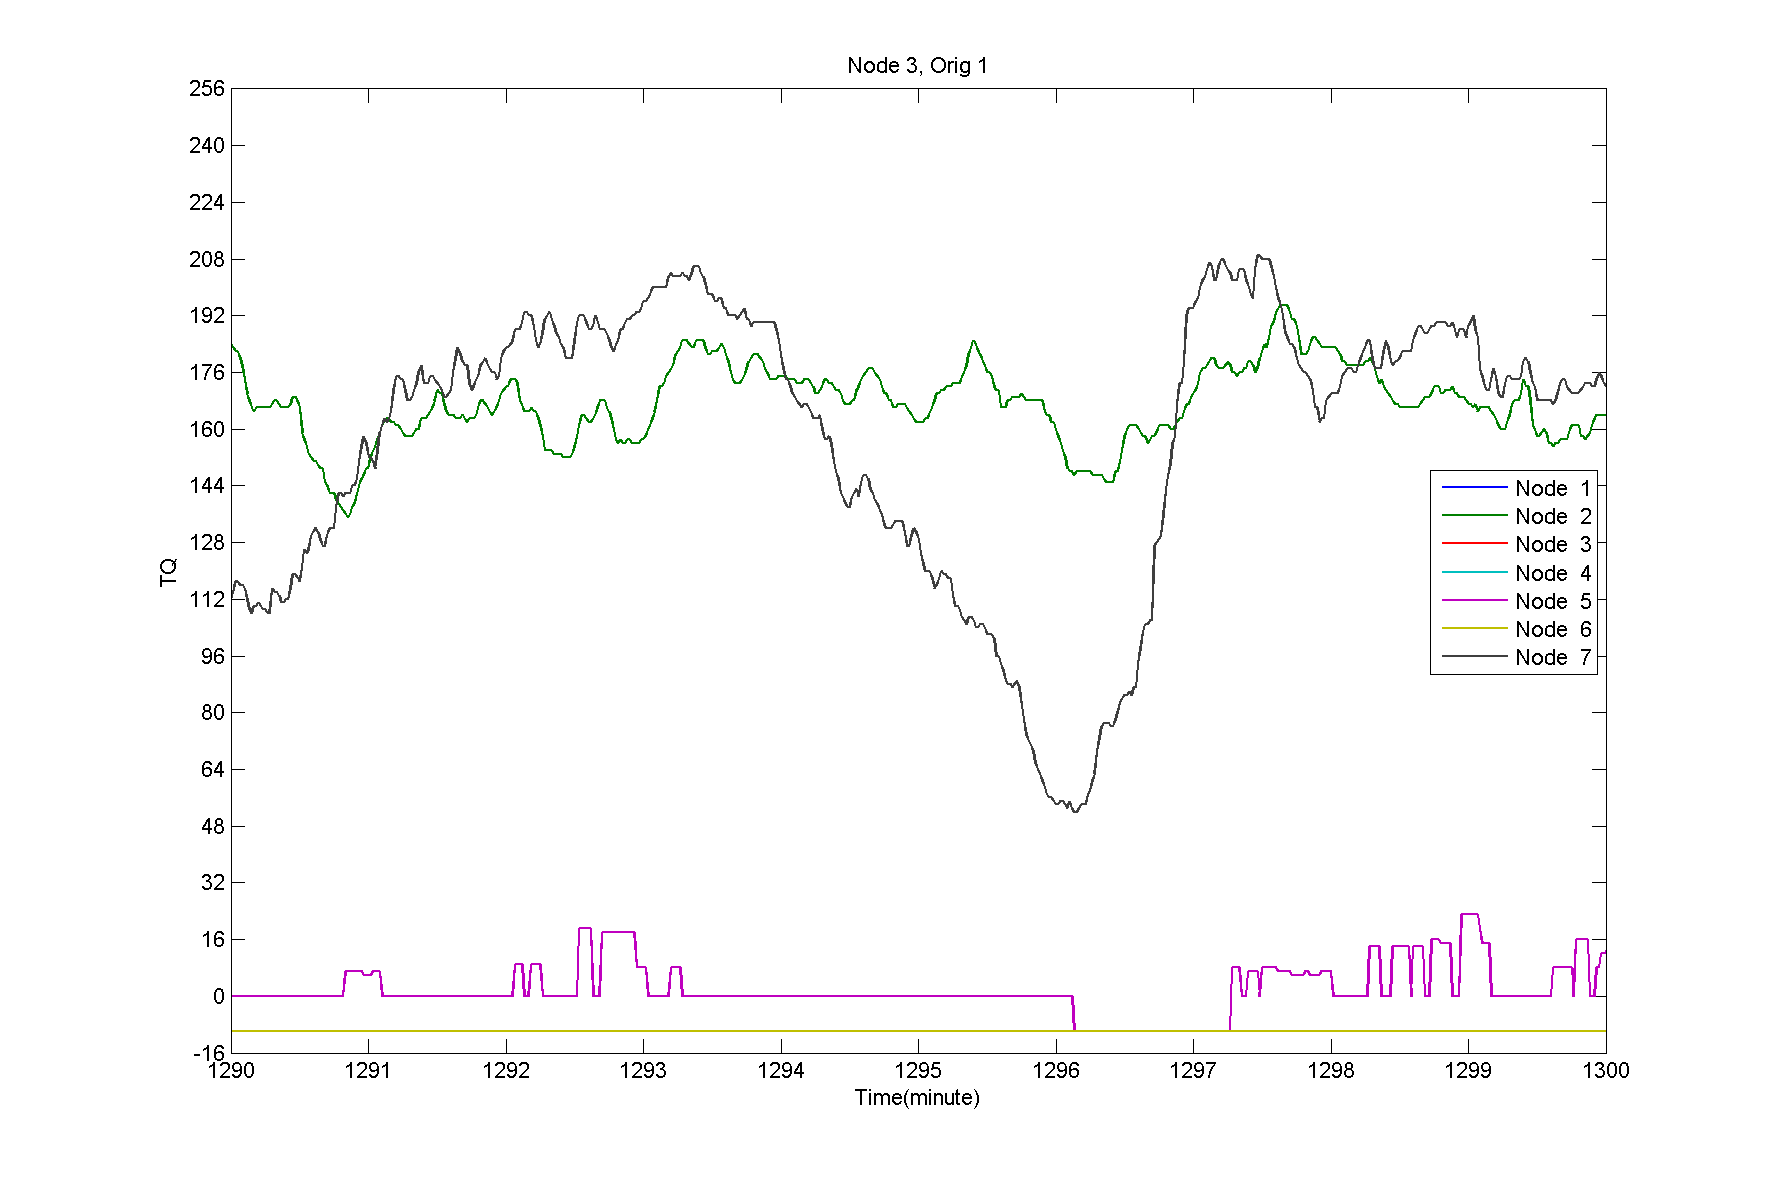 Node 3, Orig 1
256
240
224
208
192
176
160
144
128
112
96
80
64
48
32
16
0
-16
TQ
Node 1
Node 2
Node 3
Node 4
Node 5
Node 6
Node 7
1290 1291 1292 1293 1294 1295 1296 1297 1298 1299 1300
Time(minute)